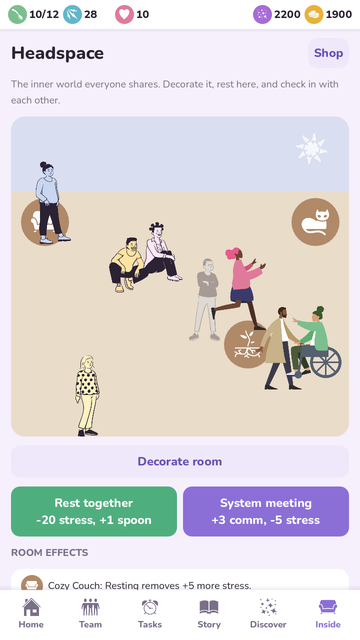 10/12 28 10 2200 1900
Headspace
Shop
The inner world everyone shares. Decorate it, rest here, and check in with
each other.
Decorate room
Rest together
-20 stress, +1 spoon
System meeting
+3 comm, -5 stress
ROOM EFFECTS
Cozy Couch: Resting removes +5 more stress.
Home Team Tasks Story Discover Inside